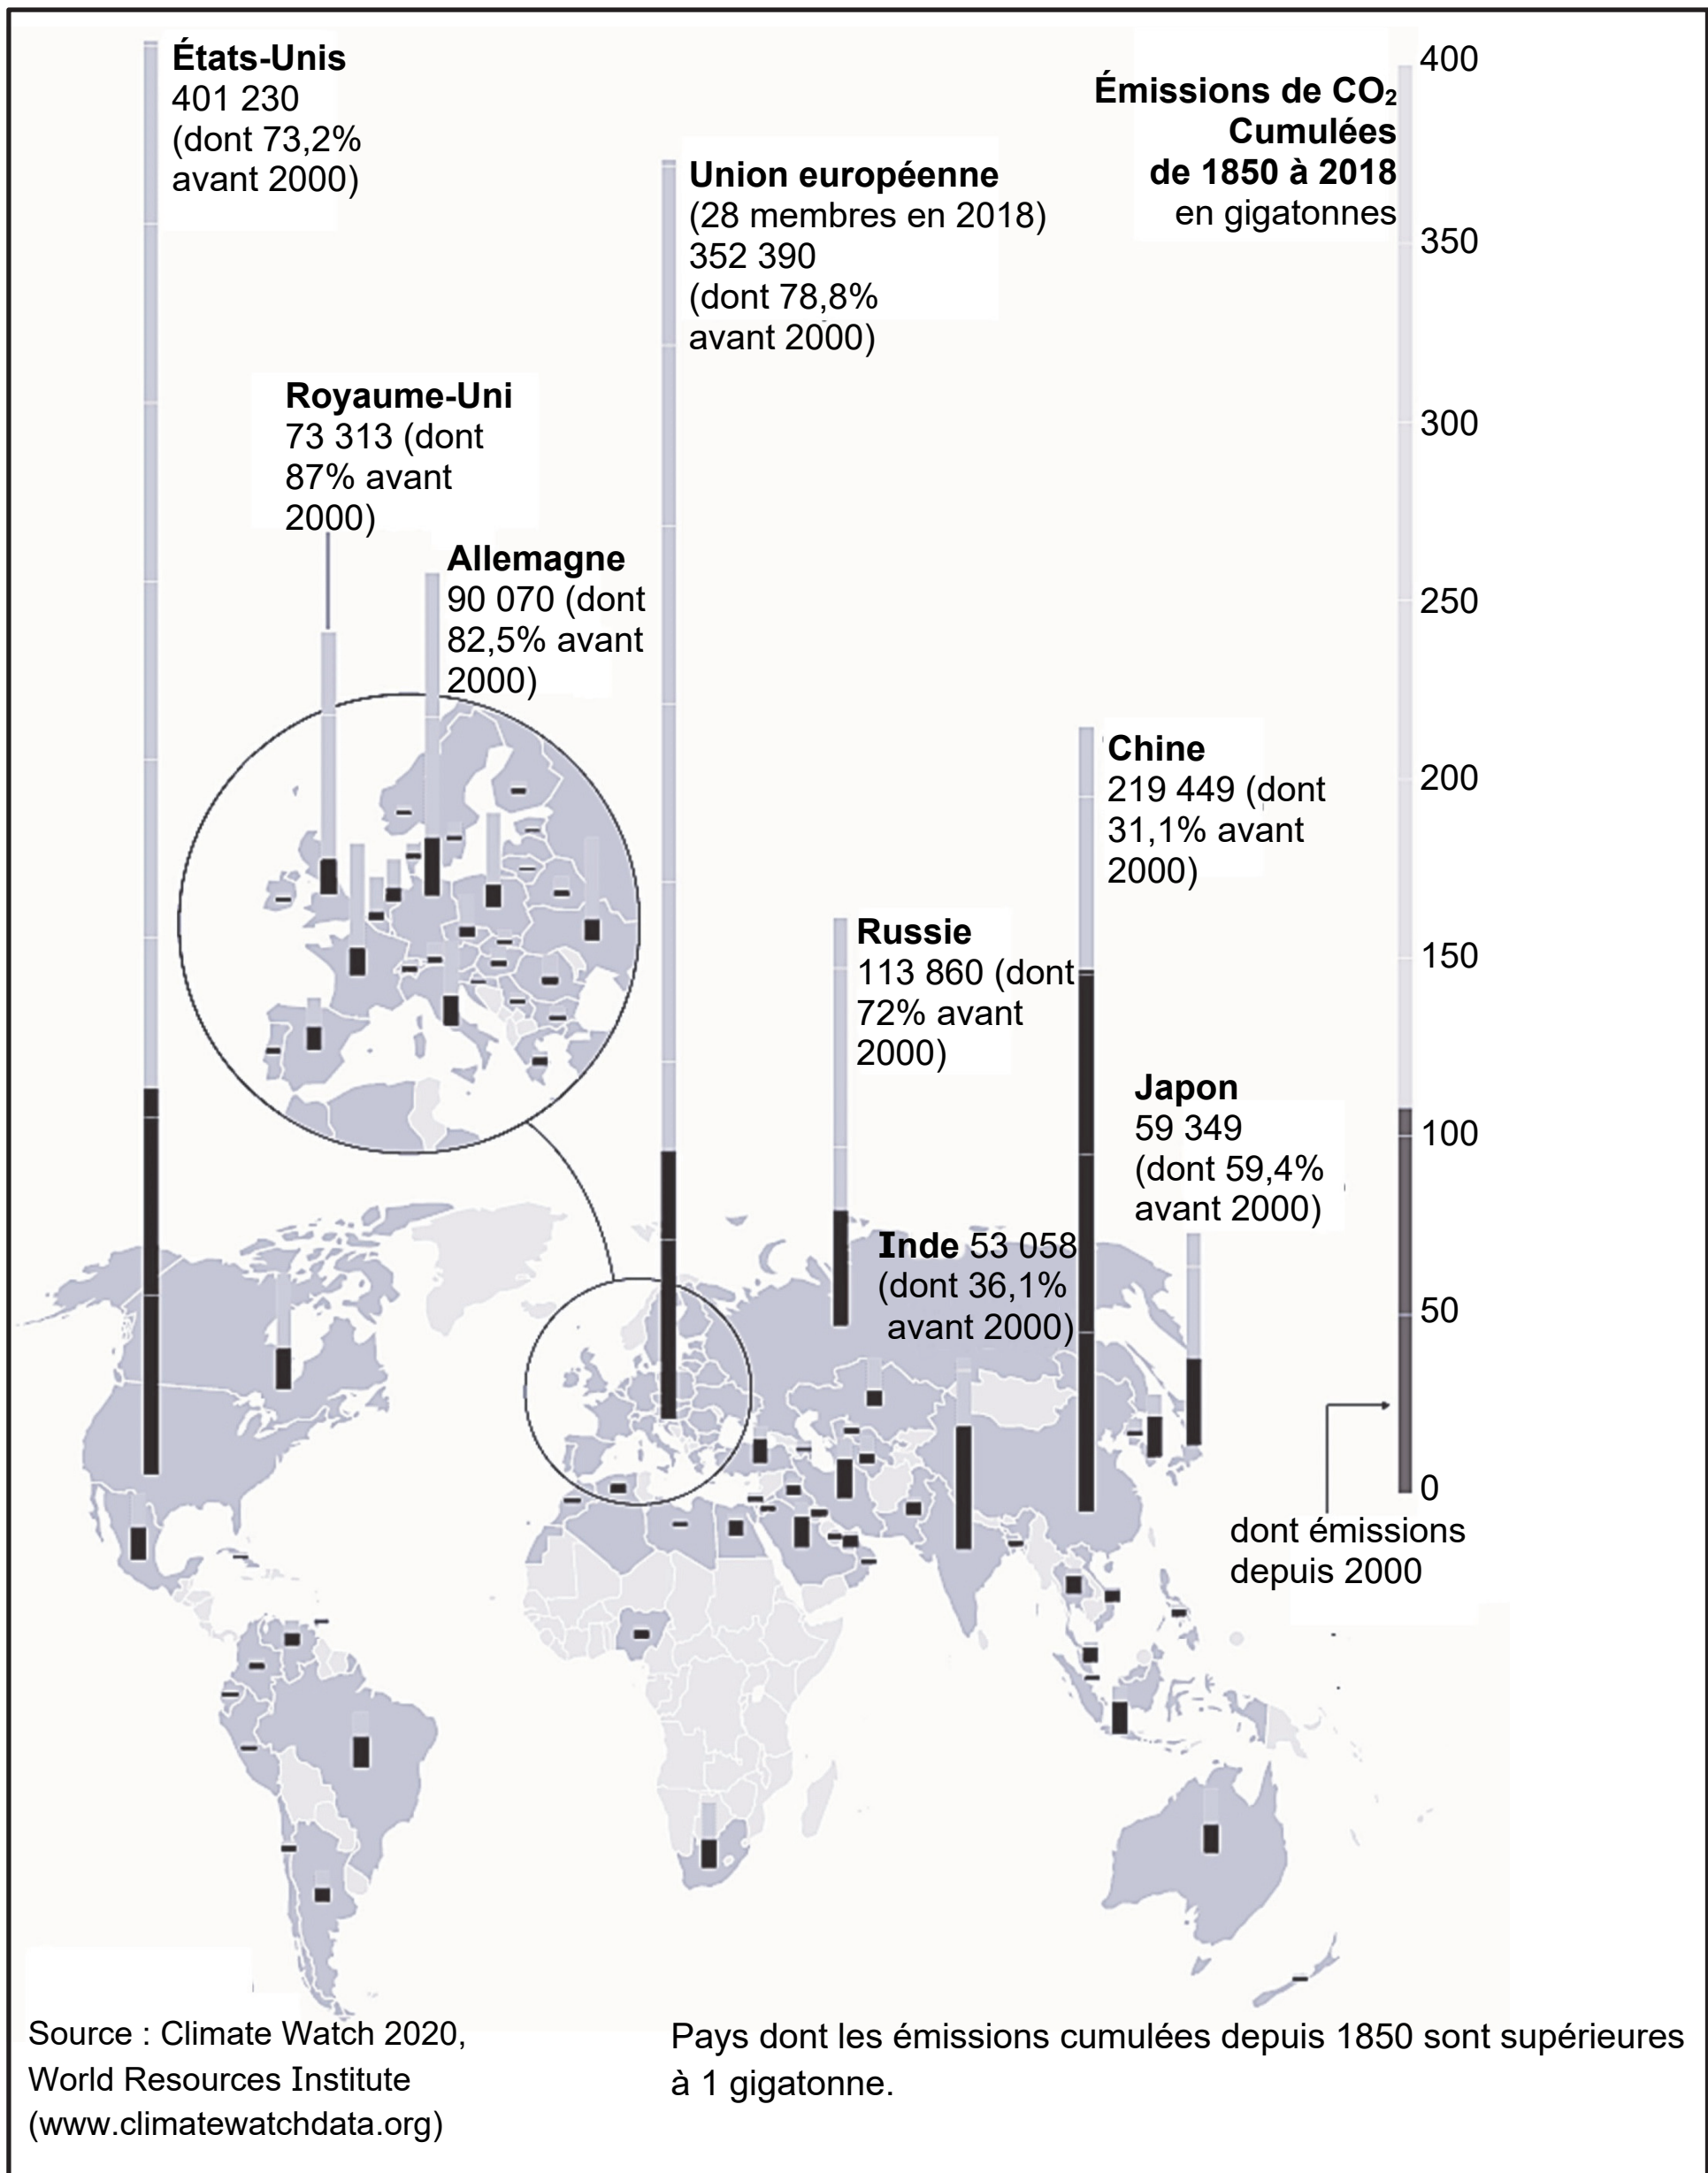 États-Unis
401 230
(dont 73,2%
avant 2000)
Union européenne
(28 membres en 2018)
352 390
(dont 78,8%
avant 2000)
Émissions de CO₂
Cumulées
de 1850 à 2018
en gigatonnes
400
350
300
250
200
150
100
50
0
Royaume-Uni
73 313 (dont
87% avant
2000)
Allemagne
90 070 (dont
82,5% avant
2000)
Chine
219 449 (dont
31,1% avant
2000)
Russie
113 860 (dont
72% avant
2000)
Japon
59 349
(dont 59,4%
avant 2000)
Inde 53 058
(dont 36,1%
avant 2000)
dont émissions
depuis 2000
Source : Climate Watch 2020,
World Resources Institute
(www.climatewatchdata.org)
Pays dont les émissions cumulées depuis 1850 sont supérieures
à 1 gigatonne.